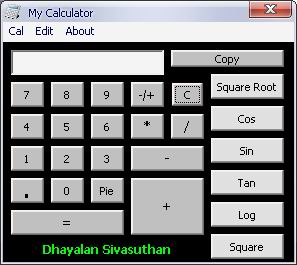 My Calculator
Cal Edit About
Copy
7 8 9 -/+ C Square Root
4 5 6 * / Cos
1 2 3 - Sin
. 0 Pie + Tan
= Log
Dhayalan Sivasuthan Square